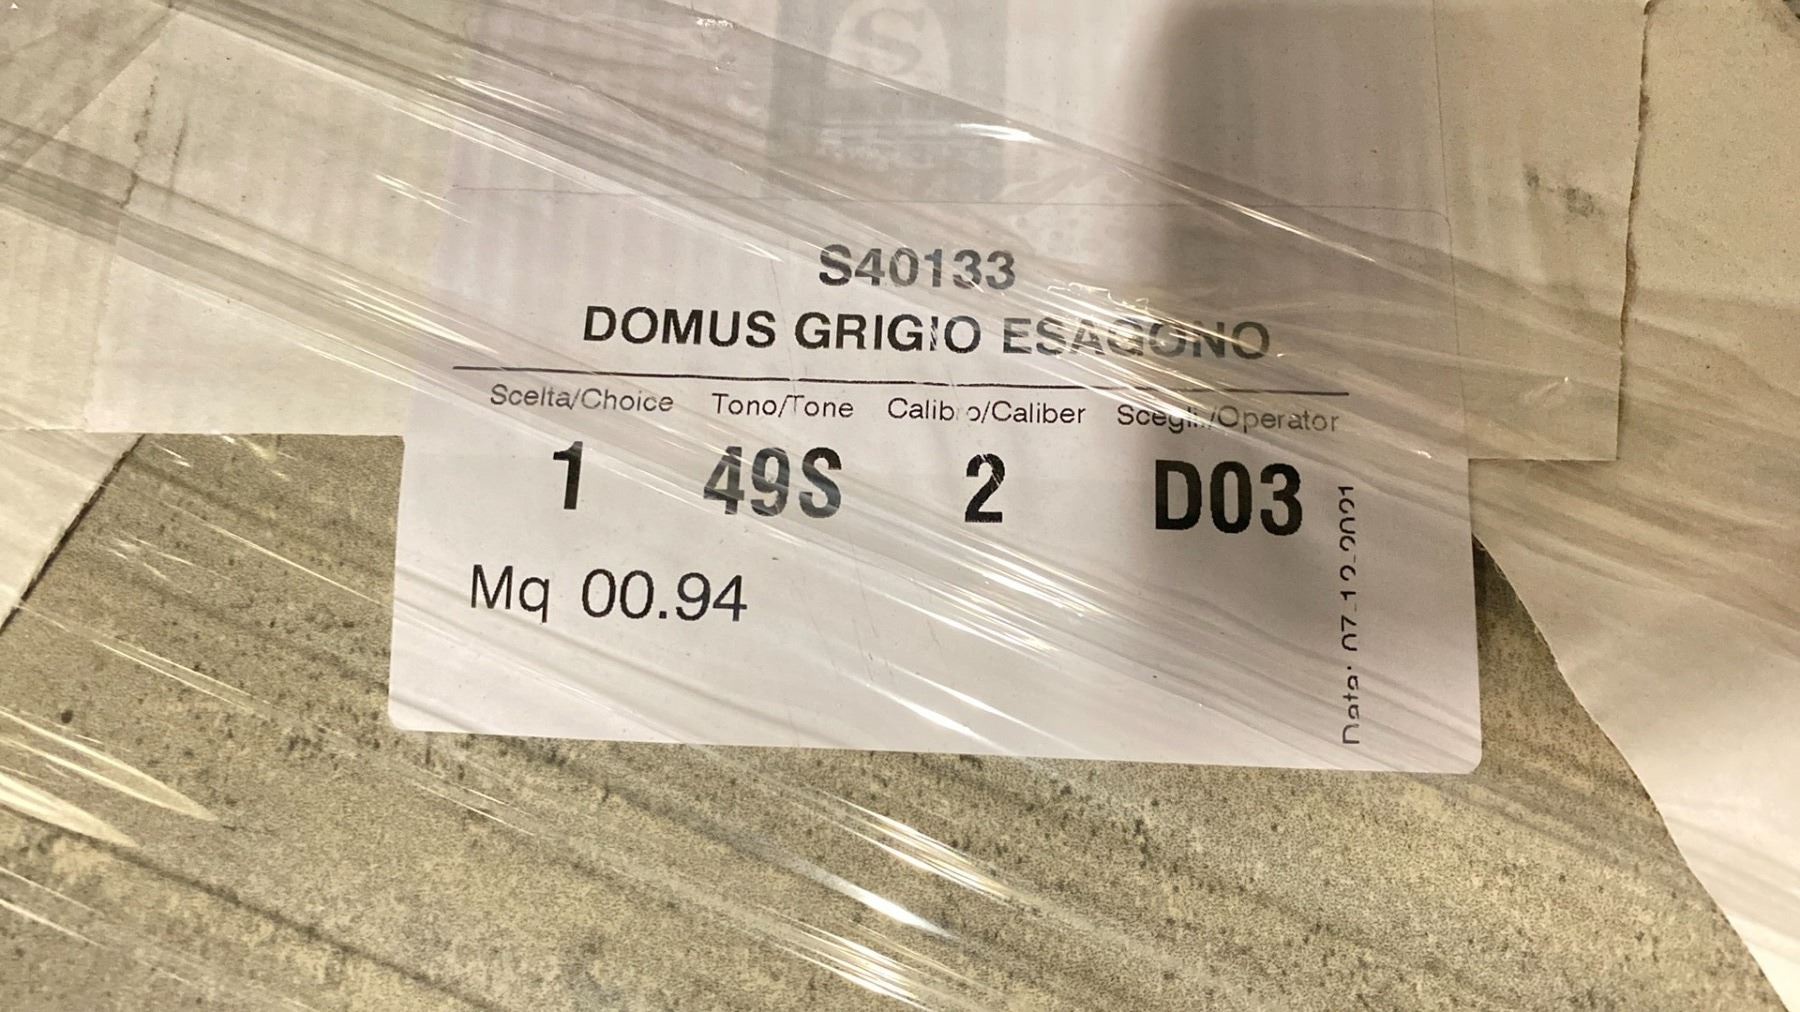 S
S40133
DOMUS GRIGIO ESAGONO
Scelta/Choice Tono/Tone Calibro/Caliber Scegli./Operator
1 49S 2 D03
Mq 00.94
Data: 07-12-2021